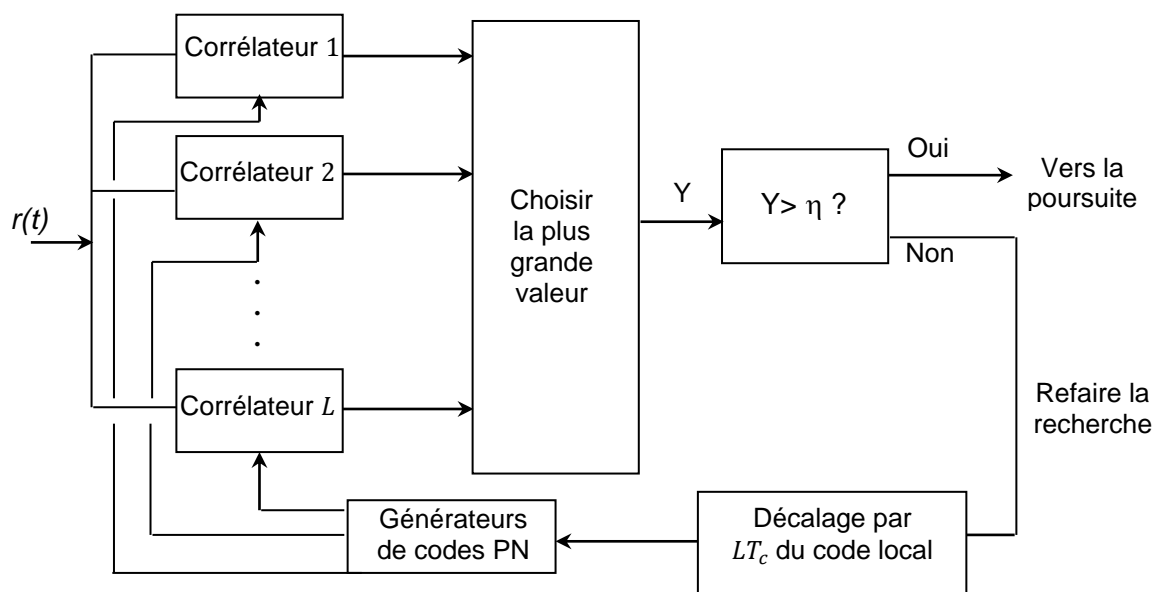 Corrélateur 1
Corrélateur 2
r(t)
Corrélateur L
Choisir
la plus
grande
valeur
Y
Y> η ?
Oui
Non
Vers la
poursuite
Refaire la
recherche
Générateurs
de codes PN
Décalage par
LTc du code local